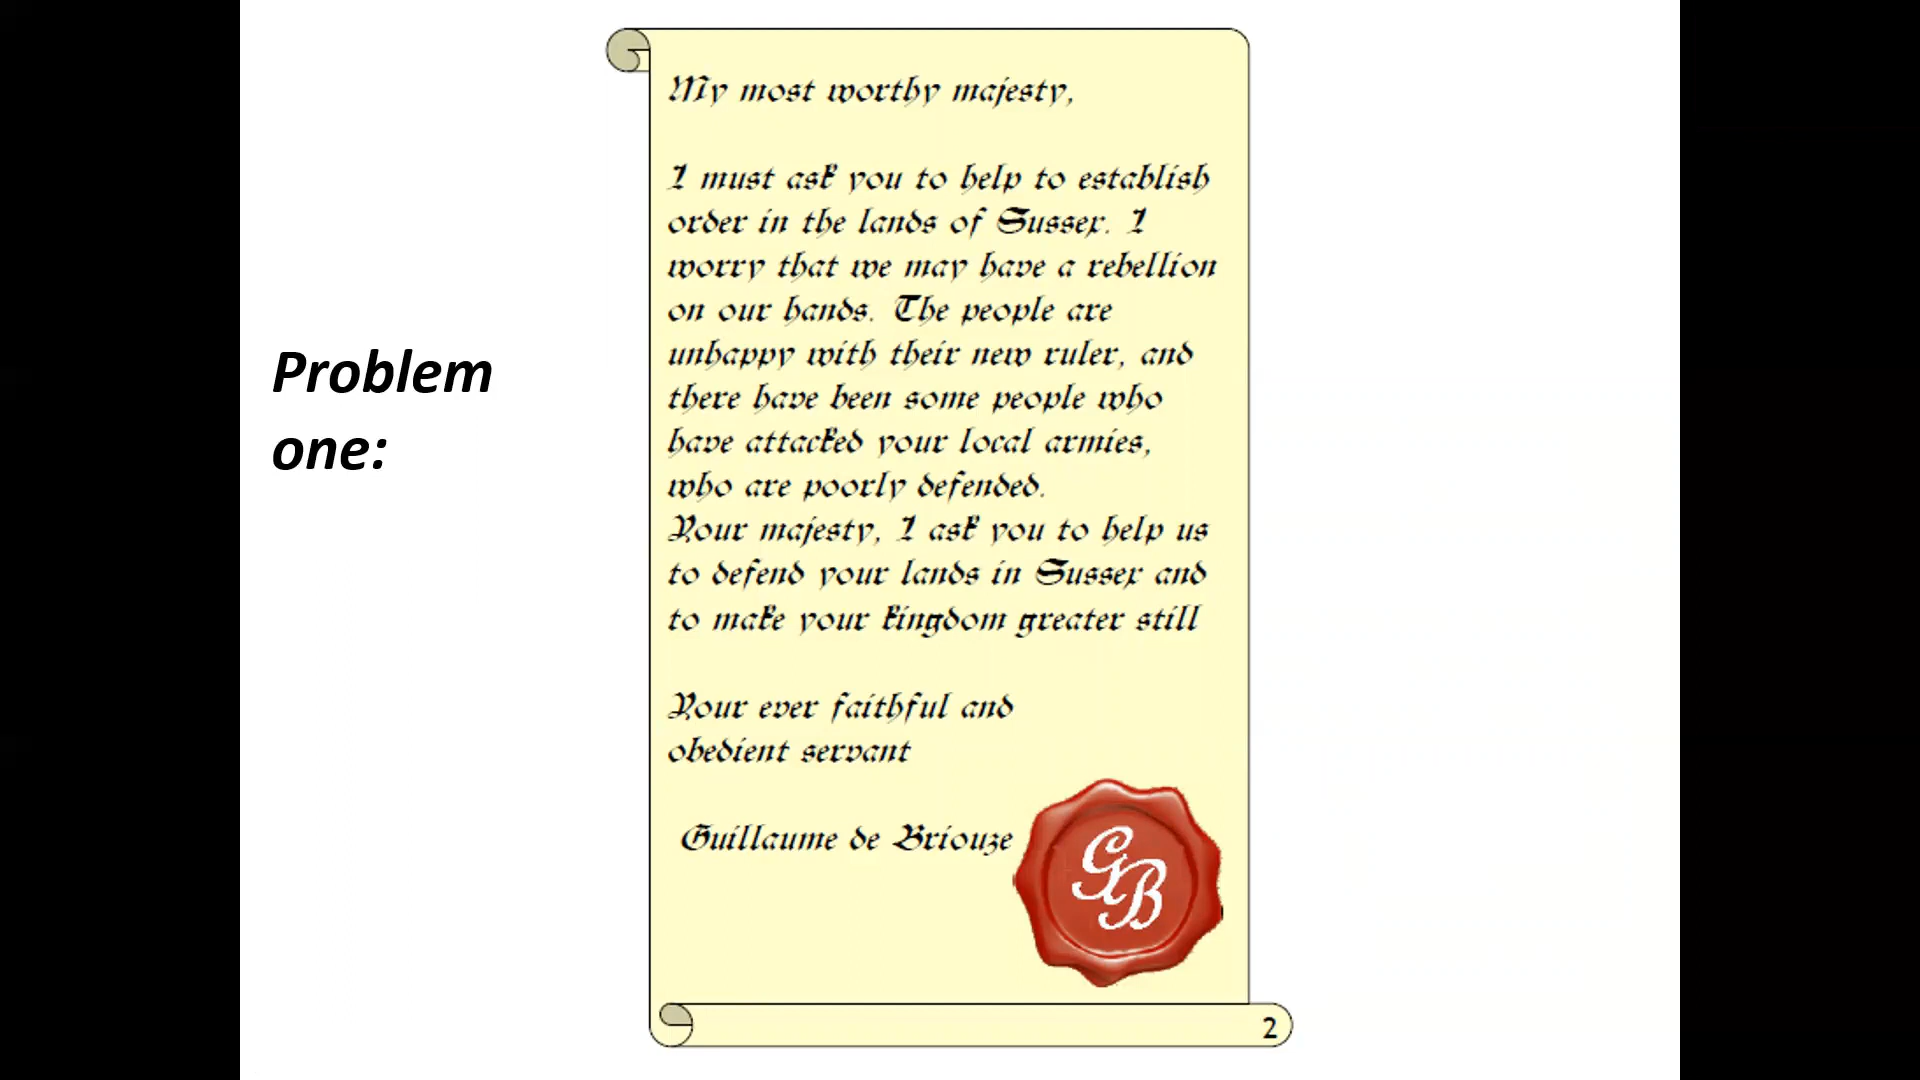 Problem
one:
My most worthy majesty,
I must ask you to help to establish
order in the lands of Sussex. I
worry that we may have a rebellion
on our hands. The people are
unhappy with their new ruler, and
there have been some people who
have attacked your local armies,
who are poorly defended.
Your majesty, I ask you to help us
to defend your lands in Sussex and
to make your kingdom greater still
Your ever faithful and
obedient servant
Guillaume de Briouze
GB
2